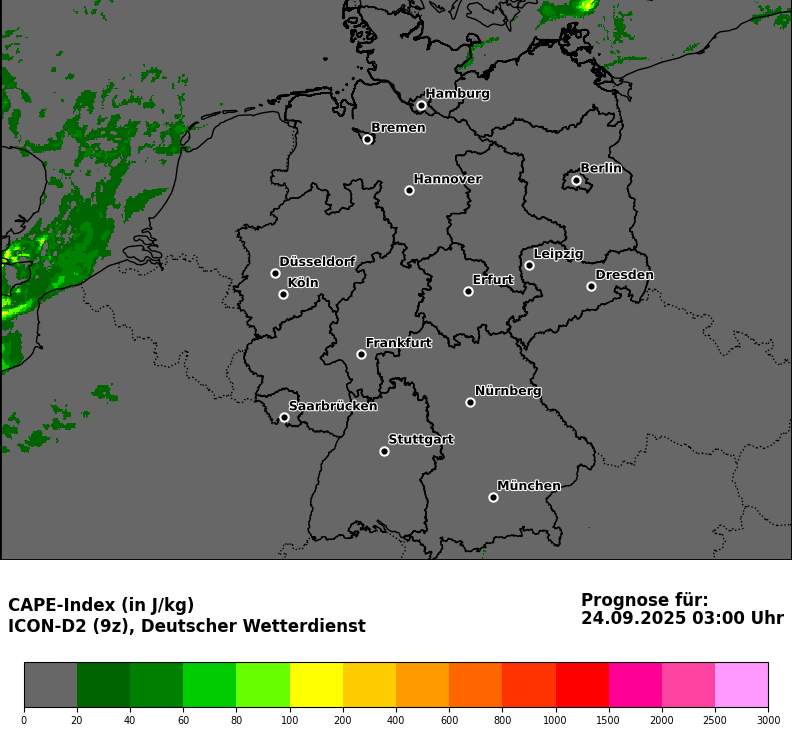 Hamburg
Bremen
Berlin
Hannover
Leipzig
Düsseldorf
Dresden
Erfurt
Köln
Frankfurt
Nürnberg
Saarbrücken
Stuttgart
München
CAPE-Index (in J/kg)
ICON-D2 (9z), Deutscher Wetterdienst
Prognose für:
24.09.2025 03:00 Uhr
0 20 40 60 80 100 200 400 600 800 1000 1500 2000 2500 3000